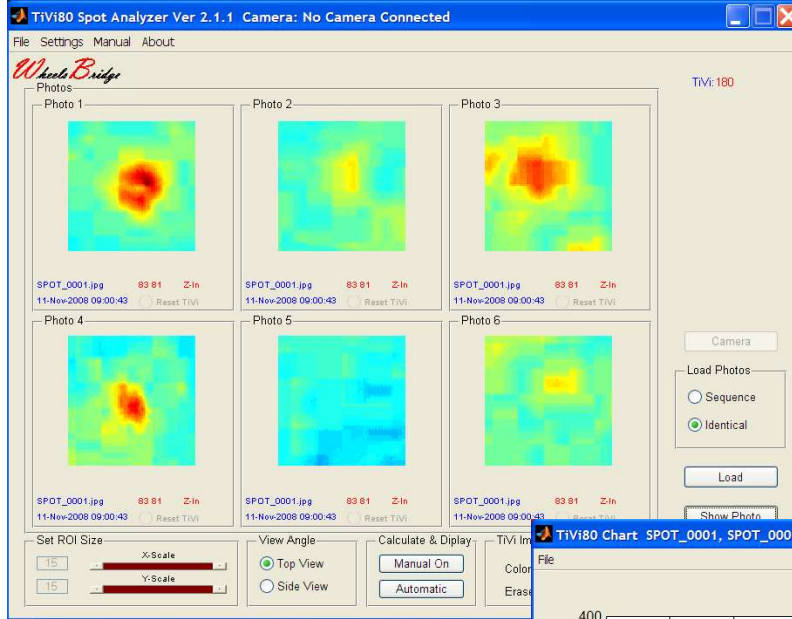 TiVi80 Spot Analyzer Ver 2.1.1 Camera: No Camera Connected
File Settings Manual About
WheelsBridge
TiVi: 180
Photos
Photo 1
Photo 2
Photo 3
SPOT_0001.jpg 83 81 Z-In
11-Nov-2008 09:00:43 Reset TiVi
SPOT_0001.jpg 83 81 Z-In
11-Nov-2008 09:00:43 Reset TiVi
SPOT_0001.jpg 83 81 Z-In
11-Nov-2008 09:00:43 Reset TiVi
Photo 4
Photo 5
Photo 6
SPOT_0001.jpg 83 81 Z-In
11-Nov-2008 09:00:43 Reset TiVi
SPOT_0001.jpg 83 81 Z-In
11-Nov-2008 09:00:43 Reset TiVi
SPOT_0001.jpg 83 81 Z-In
11-Nov-2008 09:00:43 Reset TiVi
Camera
Load Photos
Sequence
Identical
Load
Show Photo
Set ROI Size
15 X-Scale
15 Y-Scale
View Angle
Top View
Side View
Calculate & Diplay
Manual On
Automatic
TiVi Im
Color
Erase
TiVi80 Chart SPOT_0001, SPOT_000
File
400